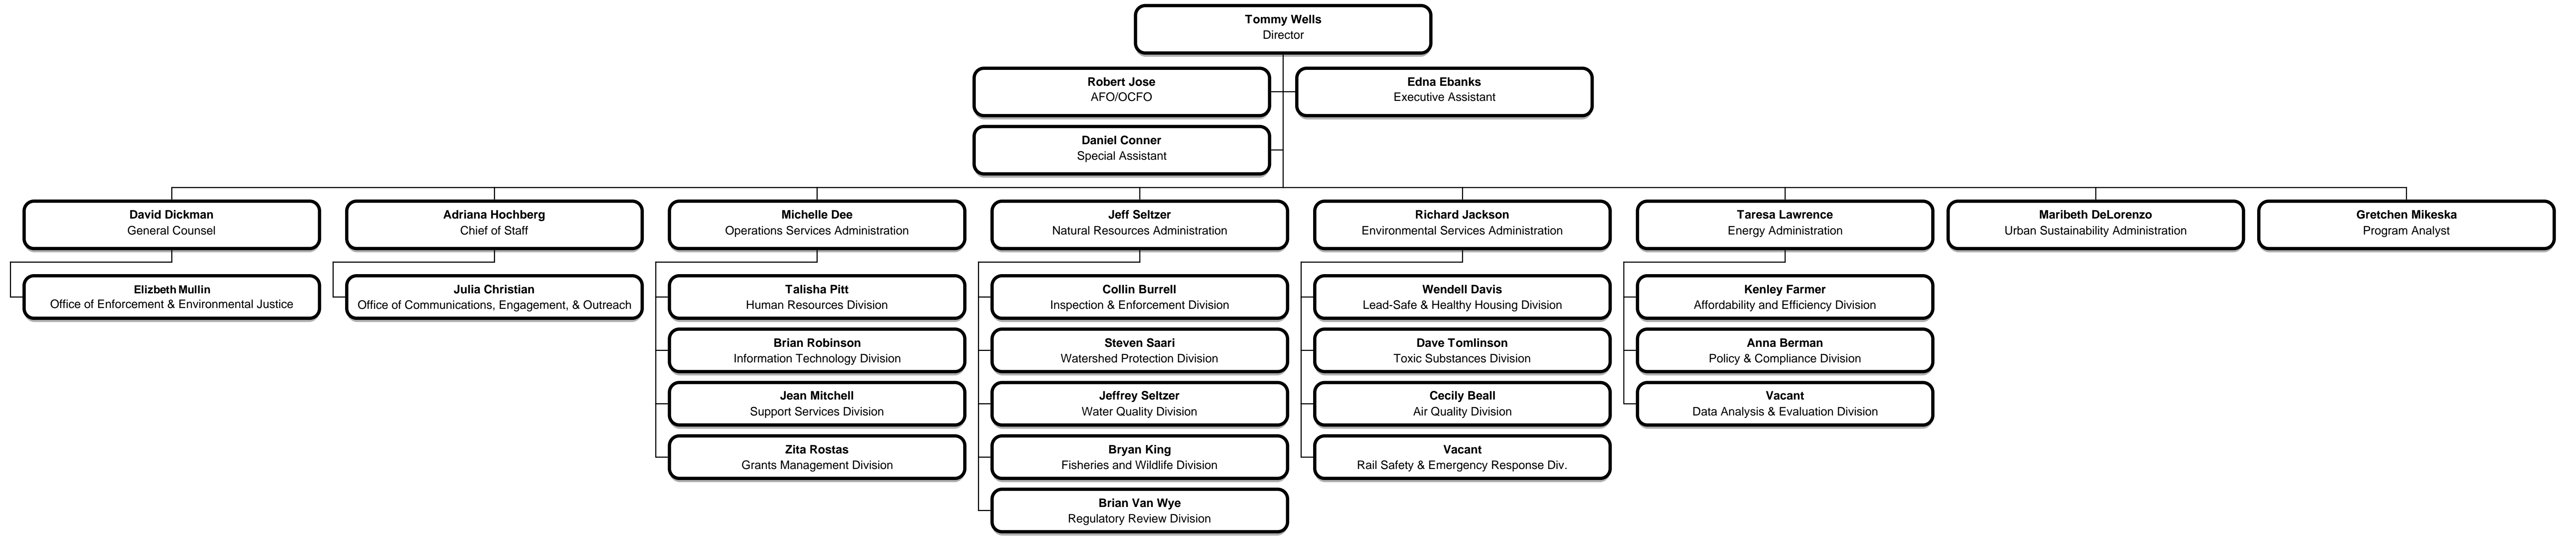 Tommy Wells
Director
Robert Jose
AFO/OCFO
Edna Ebanks
Executive Assistant
Daniel Conner
Special Assistant
David Dickman
General Counsel
Adriana Hochberg
Chief of Staff
Michelle Dee
Operations Services Administration
Jeff Seltzer
Natural Resources Administration
Richard Jackson
Environmental Services Administration
Taresa Lawrence
Energy Administration
Maribeth DeLorenzo
Urban Sustainability Administration
Gretchen Mikeska
Program Analyst
Elizbeth Mullin
Office of Enforcement & Environmental Justice
Julia Christian
Office of Communications, Engagement, & Outreach
Talisha Pitt
Human Resources Division
Brian Robinson
Information Technology Division
Jean Mitchell
Support Services Division
Zita Rostas
Grants Management Division
Collin Burrell
Inspection & Enforcement Division
Steven Saari
Watershed Protection Division
Jeffrey Seltzer
Water Quality Division
Bryan King
Fisheries and Wildlife Division
Brian Van Wye
Regulatory Review Division
Wendell Davis
Lead-Safe & Healthy Housing Division
Dave Tomlinson
Toxic Substances Division
Cecily Beall
Air Quality Division
Vacant
Rail Safety & Emergency Response Div.
Kenley Farmer
Affordability and Efficiency Division
Anna Berman
Policy & Compliance Division
Vacant
Data Analysis & Evaluation Division